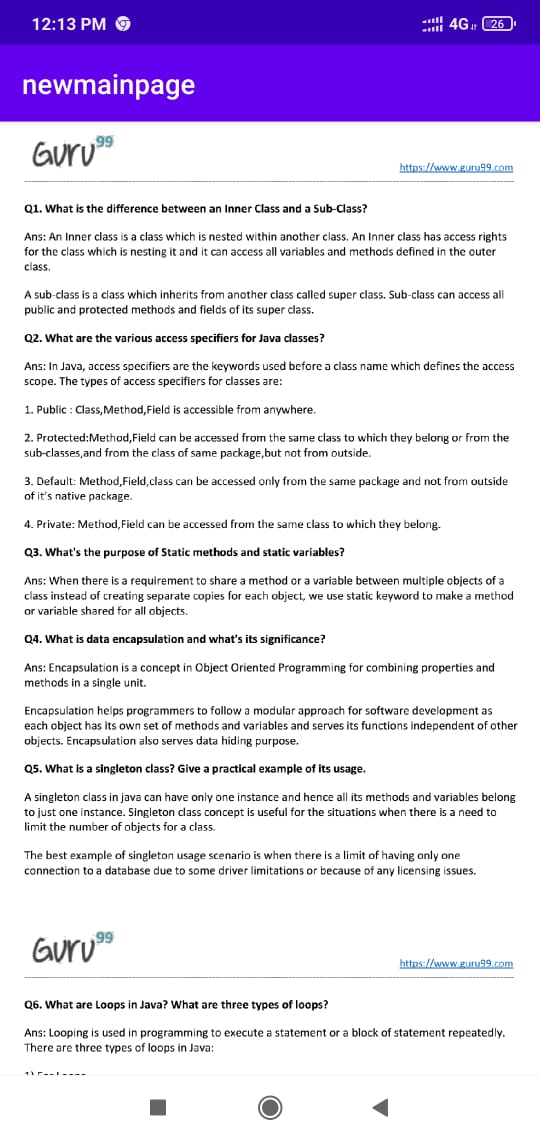 12:13 PM
4G 26
newmainpage
Guru99
https://www.guru99.com
Q1. What is the difference between an Inner Class and a Sub-Class?
Ans: An Inner class is a class which is nested within another class. An Inner class has access rights
for the class which is nesting it and it can access all variables and methods defined in the outer
class.
A sub-class is a class which inherits from another class called super class. Sub-class can access all
public and protected methods and fields of its super class.
Q2. What are the various access specifiers for Java classes?
Ans: In Java, access specifiers are the keywords used before a class name which defines the access
scope. The types of access specifiers for classes are:
1. Public : Class,Method,Field is accessible from anywhere.
2. Protected:Method,Field can be accessed from the same class to which they belong or from the
sub-classes,and from the class of same package,but not from outside.
3. Default: Method,Field,class can be accessed only from the same package and not from outside
of it's native package.
4. Private: Method,Field can be accessed from the same class to which they belong.
Q3. What's the purpose of Static methods and static variables?
Ans: When there is a requirement to share a method or a variable between multiple objects of a
class instead of creating separate copies for each object, we use static keyword to make a method
or variable shared for all objects.
Q4. What is data encapsulation and what's its significance?
Ans: Encapsulation is a concept in Object Oriented Programming for combining properties and
methods in a single unit.
Encapsulation helps programmers to follow a modular approach for software development as
each object has its own set of methods and variables and serves its functions independent of other
objects. Encapsulation also serves data hiding purpose.
Q5. What is a singleton class? Give a practical example of its usage.
A singleton class in java can have only one instance and hence all its methods and variables belong
to just one instance. Singleton class concept is useful for the situations when there is a need to
limit the number of objects for a class.
The best example of singleton usage scenario is when there is a limit of having only one
connection to a database due to some driver limitations or because of any licensing issues.
Guru99
https://www.guru99.com
Q6. What are Loops in Java? What are three types of loops?
Ans: Looping is used in programming to execute a statement or a block of statement repeatedly.
There are three types of loops in Java: